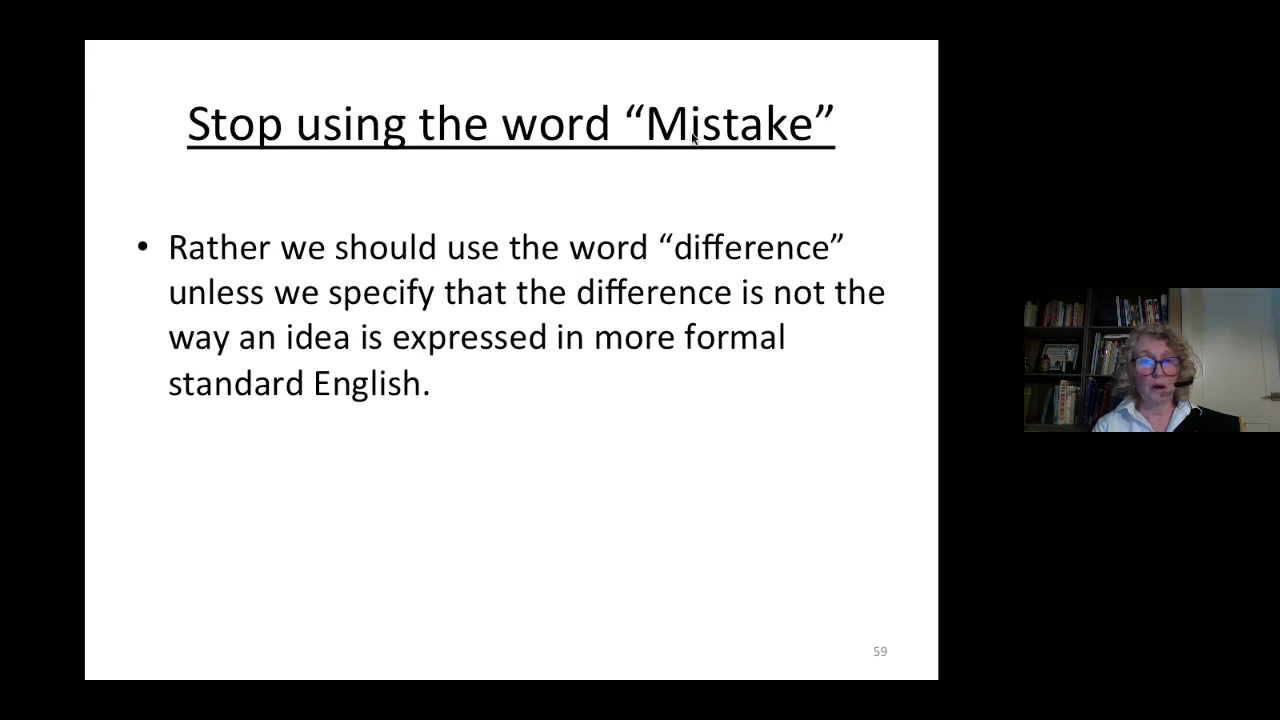 Stop using the word “Mistake”
• Rather we should use the word “difference”
unless we specify that the difference is not the
way an idea is expressed in more formal
standard English.
59